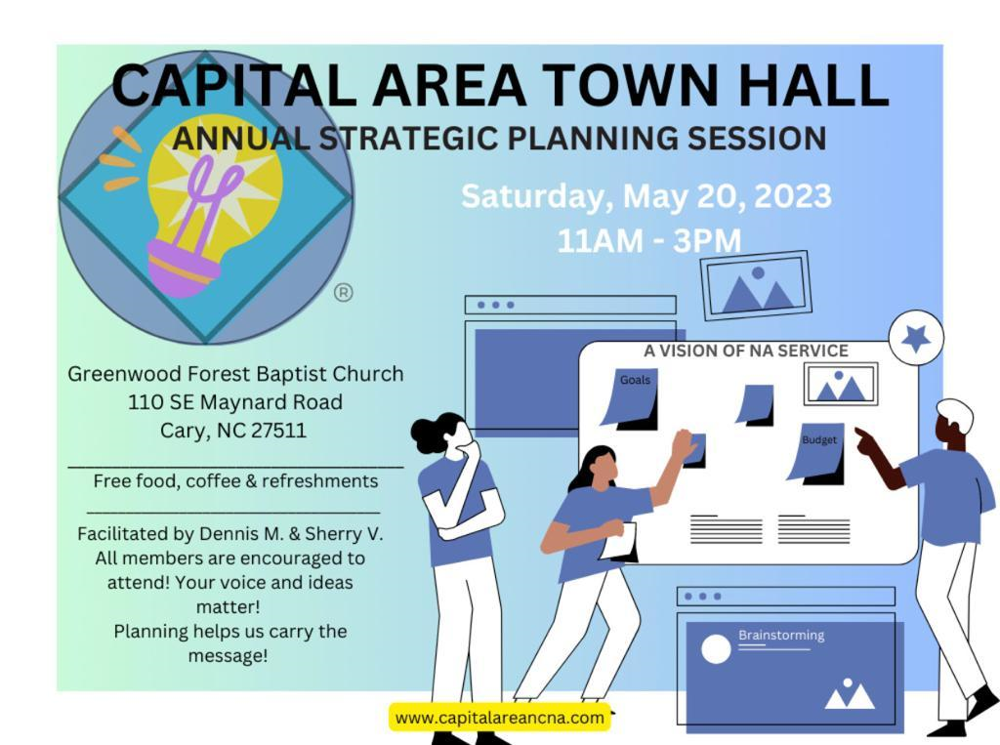 CAPITAL AREA TOWN HALL
ANNUAL STRATEGIC PLANNING SESSION
Saturday, May 20, 2023
11AM - 3PM
®
Greenwood Forest Baptist Church
110 SE Maynard Road
Cary, NC 27511
Free food, coffee & refreshments
Facilitated by Dennis M. & Sherry V.
All members are encouraged to
attend! Your voice and ideas
matter!
Planning helps us carry the
message!
A VISION OF NA SERVICE
Goals
Budget
Brainstorming
www.capitalareancna.com